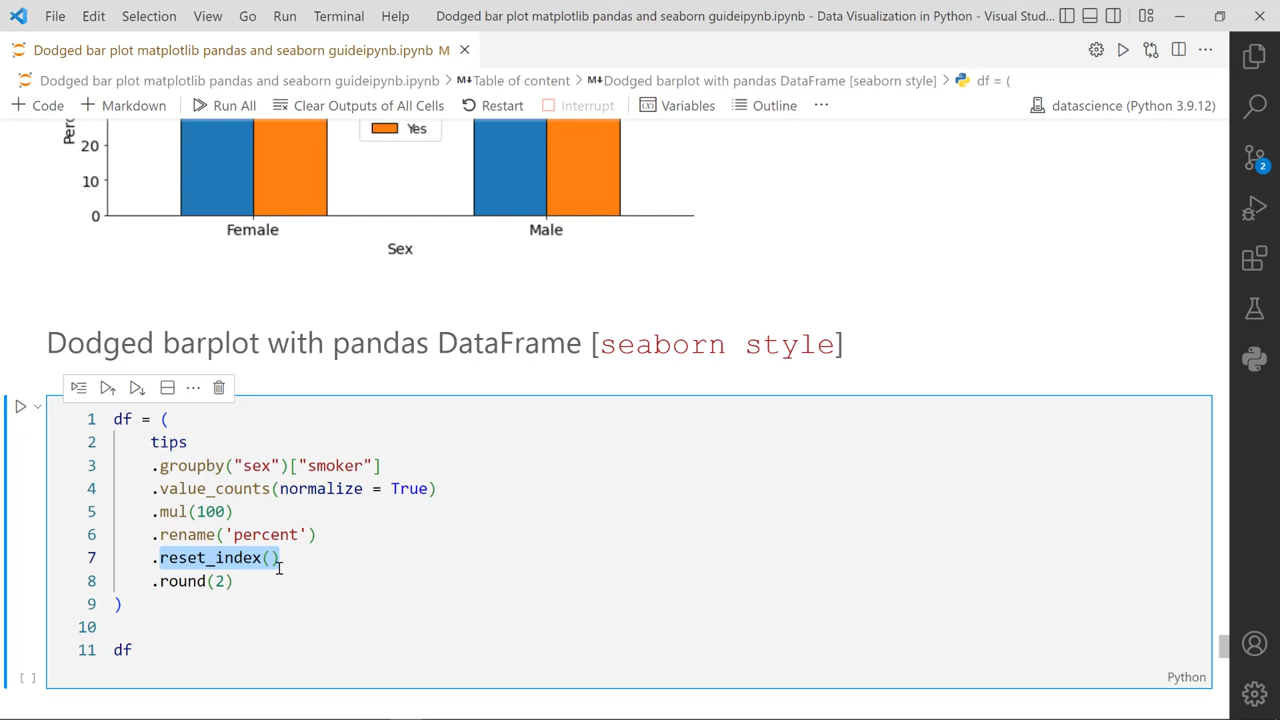 File Edit Selection View Go Run Terminal Help Dodged bar plot matplotlib pandas and seaborn guideipynb.ipynb - Data Visualization in Python - Visual Stud...
Dodged bar plot matplotlib pandas and seaborn guideipynb.ipynb M
Dodged bar plot matplotlib pandas and seaborn guideipynb.ipynb > M↓Table of content > M↓Dodged barplot with pandas DataFrame [seaborn style] > df = (
+ Code + Markdown Run All Clear Outputs of All Cells Restart Interrupt Variables Outline ... datascience (Python 3.9.12)
Perc
Yes
20
10
0
Female Male
Sex
2
Dodged barplot with pandas DataFrame [seaborn style]
1 df = (
2 tips
3 .groupby("sex")["smoker"]
4 .value_counts(normalize = True)
5 .mul(100)
6 .rename('percent')
7 .reset_index()
8 .round(2)
9 )
10
11 df
[ ] Python